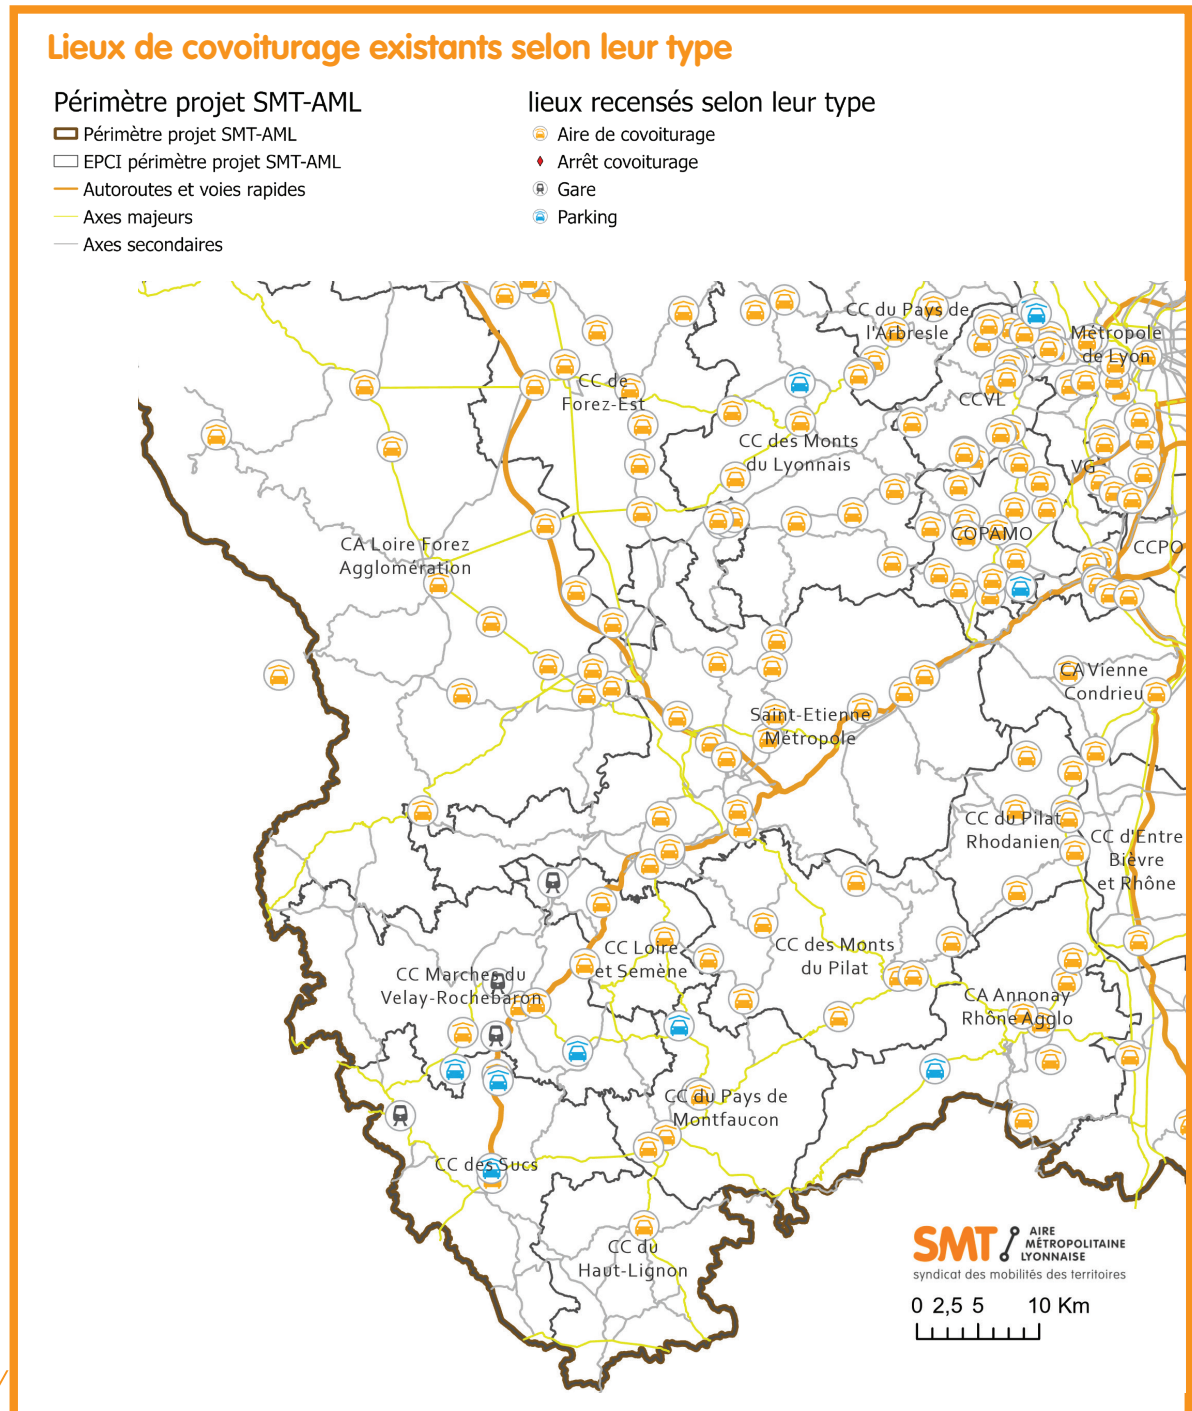 Lieux de covoiturage existants selon leur type
Périmètre projet SMT-AML
Périmètre projet SMT-AML
EPCI périmètre projet SMT-AML
Autoroutes et voies rapides
Axes majeurs
Axes secondaires
lieux recensés selon leur type
Aire de covoiturage
Arrêt covoiturage
Gare
Parking
CC du Pays de
l'Arbresle
Métropole
de Lyon
CC de
Forez-Est
CCVL
CC des Monts
du Lyonnais
VG
CA Loire Forez
Agglomération
COPAMO
CCPO
CA Vienne
Condrieu
Saint-Etienne
Métropole
CC du Pilat
Rhodanien
CC d'Entre
Bièvre
et Rhône
CC Loire
et Semène
CC des Monts
du Pilat
CC Marches du
Velay-Rochebaron
CA Annonay
Rhône Agglo
CC du Pays de
Montfaucon
CC des Sucs
CC du
Haut-Lignon
SMT
AIRE
MÉTROPOLITAINE
LYONNAISE
syndicat des mobilités des territoires
0 2,5 5 10 Km